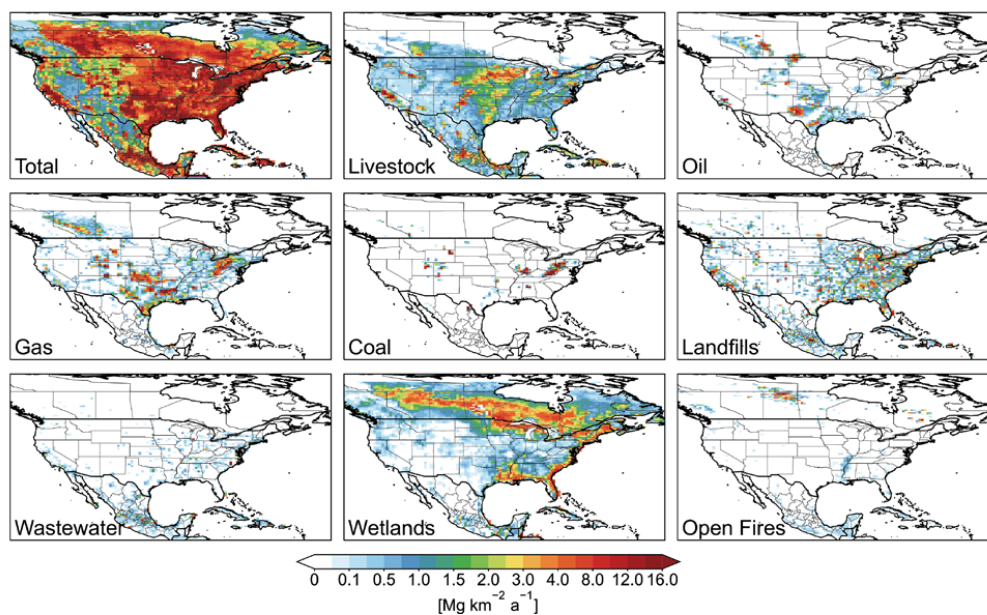 Total
Livestock
Oil
Gas
Coal
Landfills
Wastewater
Wetlands
Open Fires
0 0.1 0.5 1.0 1.5 2.0 3.0 4.0 8.0 12.0 16.0
[Mg km⁻² a⁻¹]